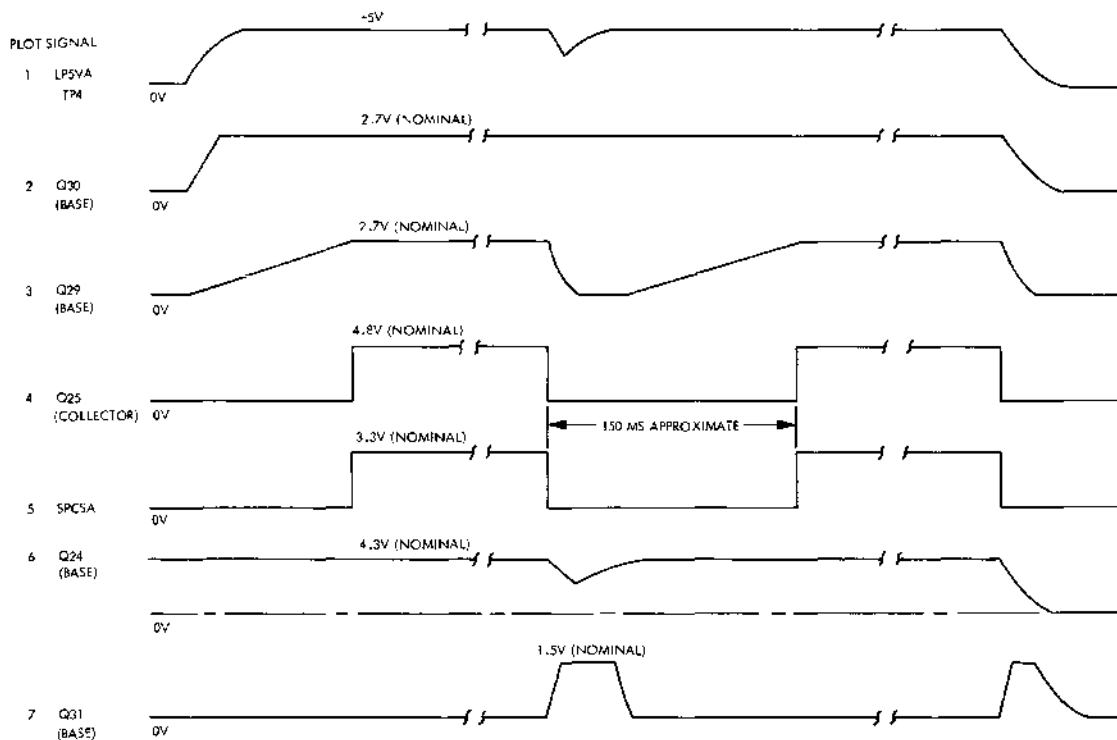 PLOT SIGNAL
1 LP5VA
TP4
+5V
0V
2 Q30
(BASE)
2.7V (NOMINAL)
0V
3 Q29
(BASE)
2.7V (NOMINAL)
0V
4 Q25
(COLLECTOR)
4.8V (NOMINAL)
0V
150 MS APPROXIMATE
5 SPCSA
3.3V (NOMINAL)
0V
6 Q24
(BASE)
4.3V (NOMINAL)
0V
7 Q31
(BASE)
1.5V (NOMINAL)
0V